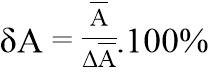 δA = A̅ / ΔA̅ .100%